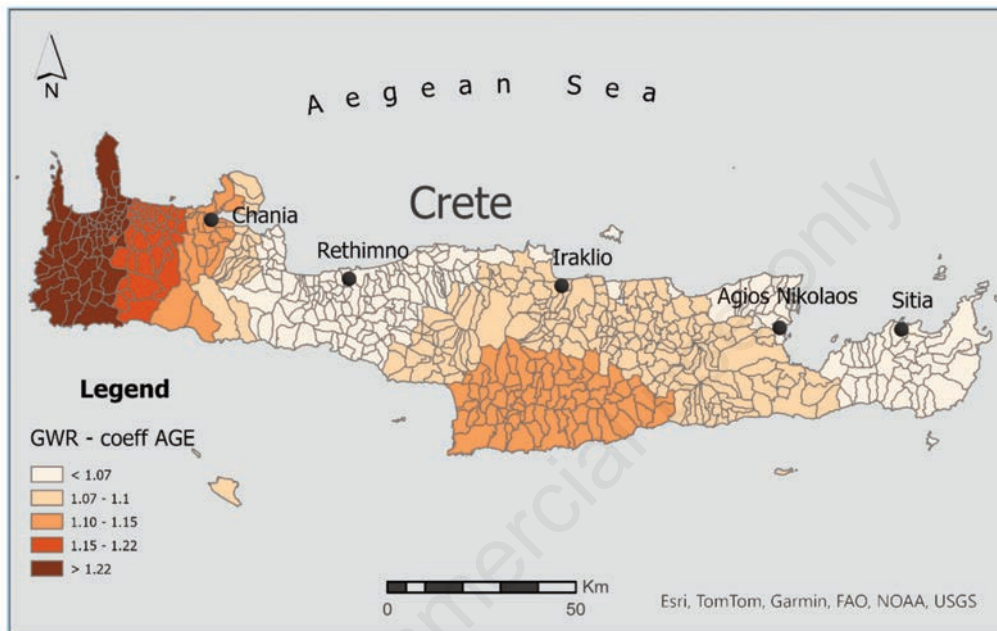 N
Aegean Sea
Crete
Chania
Rethimno
Iraklio
Agios Nikolaos
Sitia
Legend
GWR - coeff AGE
< 1.07
1.07 - 1.1
1.10 - 1.15
1.15 - 1.22
> 1.22
Km
0 50
Esri, TomTom, Garmin, FAO, NOAA, USGS
only